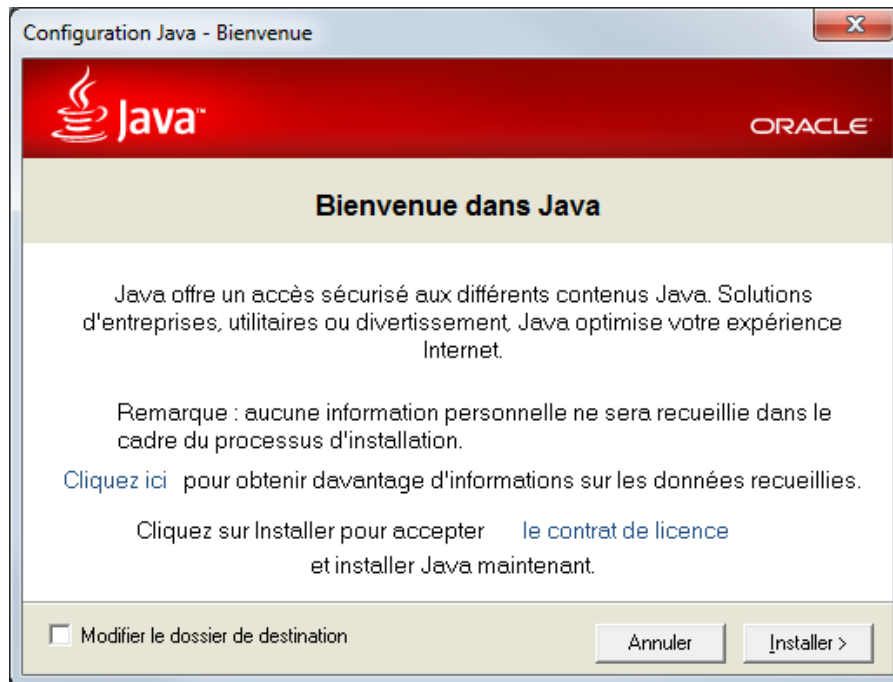 Configuration Java - Bienvenue
Java™
ORACLE
Bienvenue dans Java
Java offre un accès sécurisé aux différents contenus Java. Solutions
d'entreprises, utilitaires ou divertissement, Java optimise votre expérience
Internet.
Remarque : aucune information personnelle ne sera recueillie dans le
cadre du processus d'installation.
Cliquez ici pour obtenir davantage d'informations sur les données recueillies.
Cliquez sur Installer pour accepter le contrat de licence
et installer Java maintenant.
Modifier le dossier de destination
Annuler
Installer >